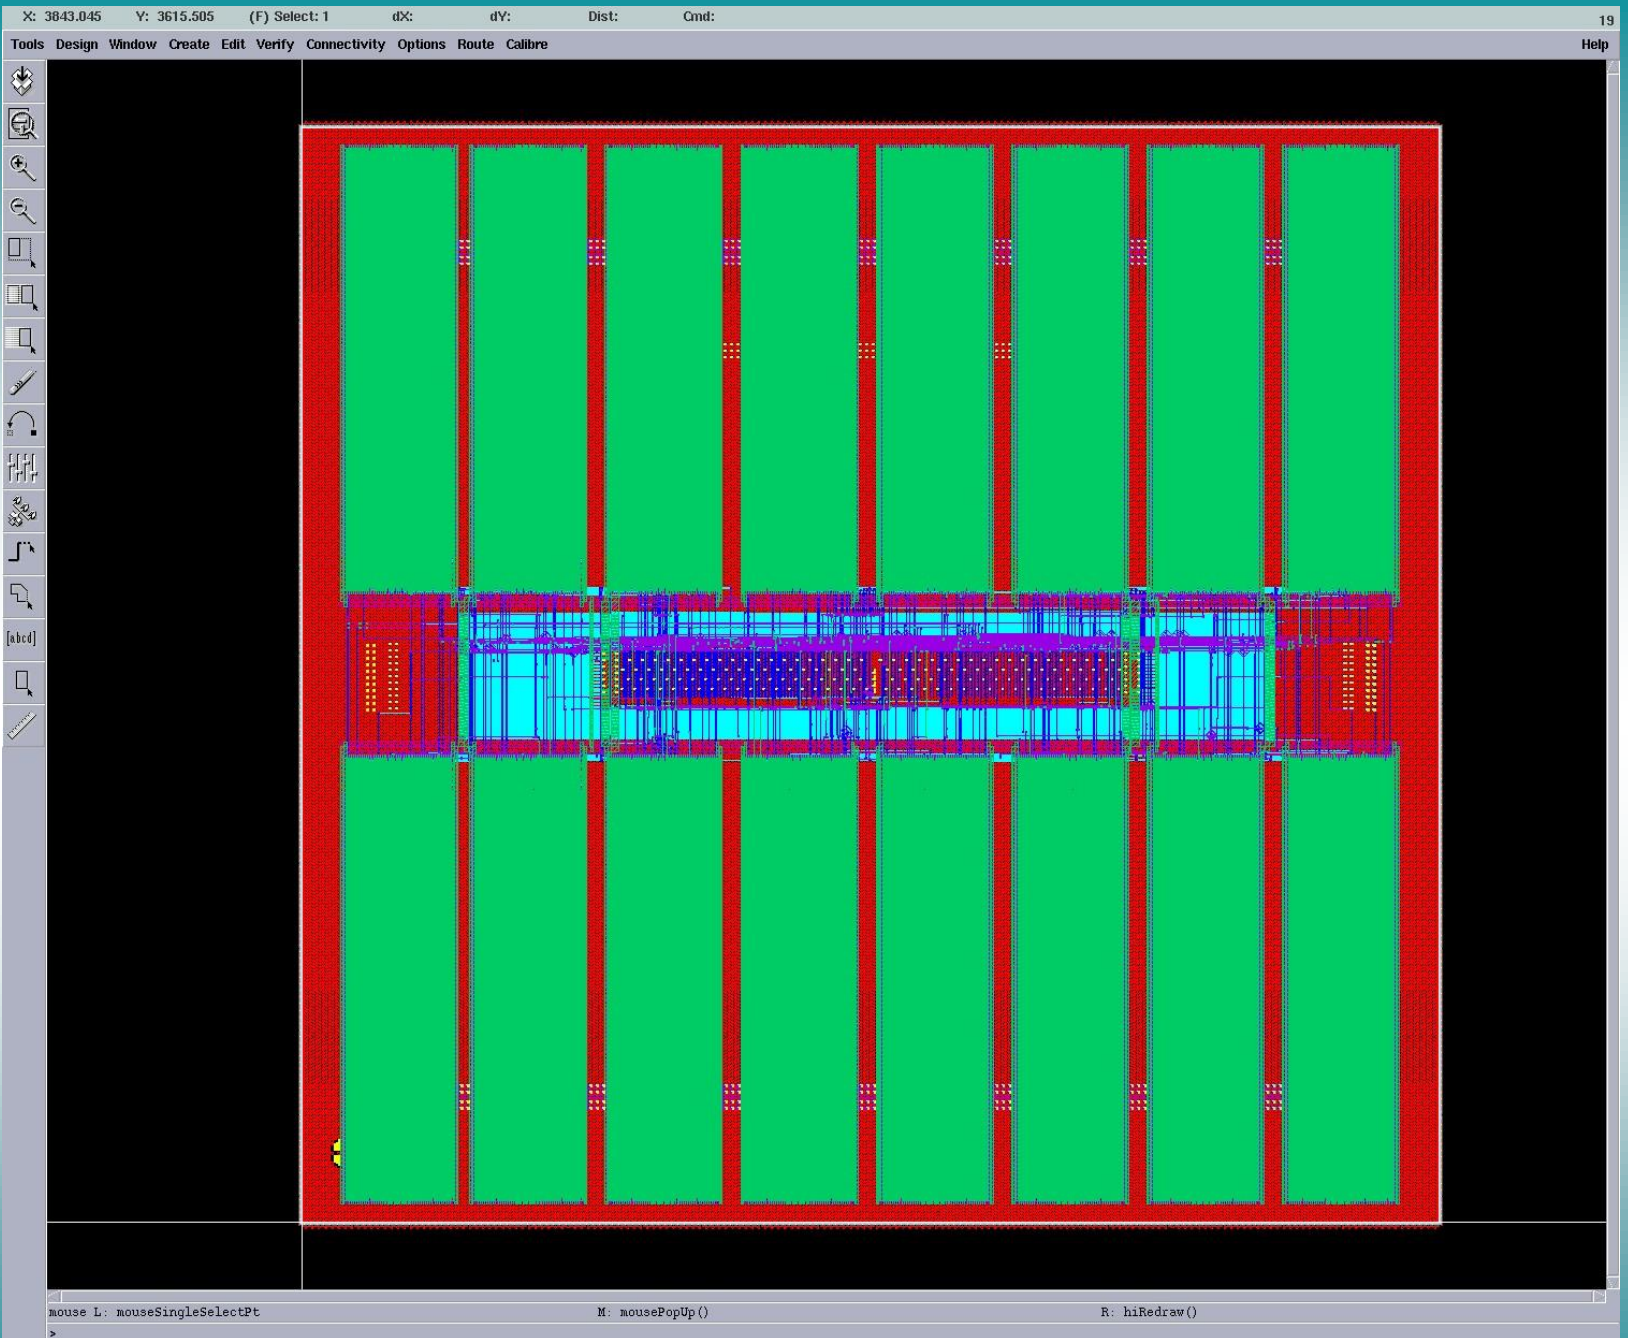 X: 3843.045 Y: 3615.505 (F) Select: 1 dX: dY: Dist: Cmd: 19
Tools Design Window Create Edit Verify Connectivity Options Route Calibre Help
[abcd]
mouse L: mouseSingleSelectPt M: mousePopUp() R: hiRedraw()
>